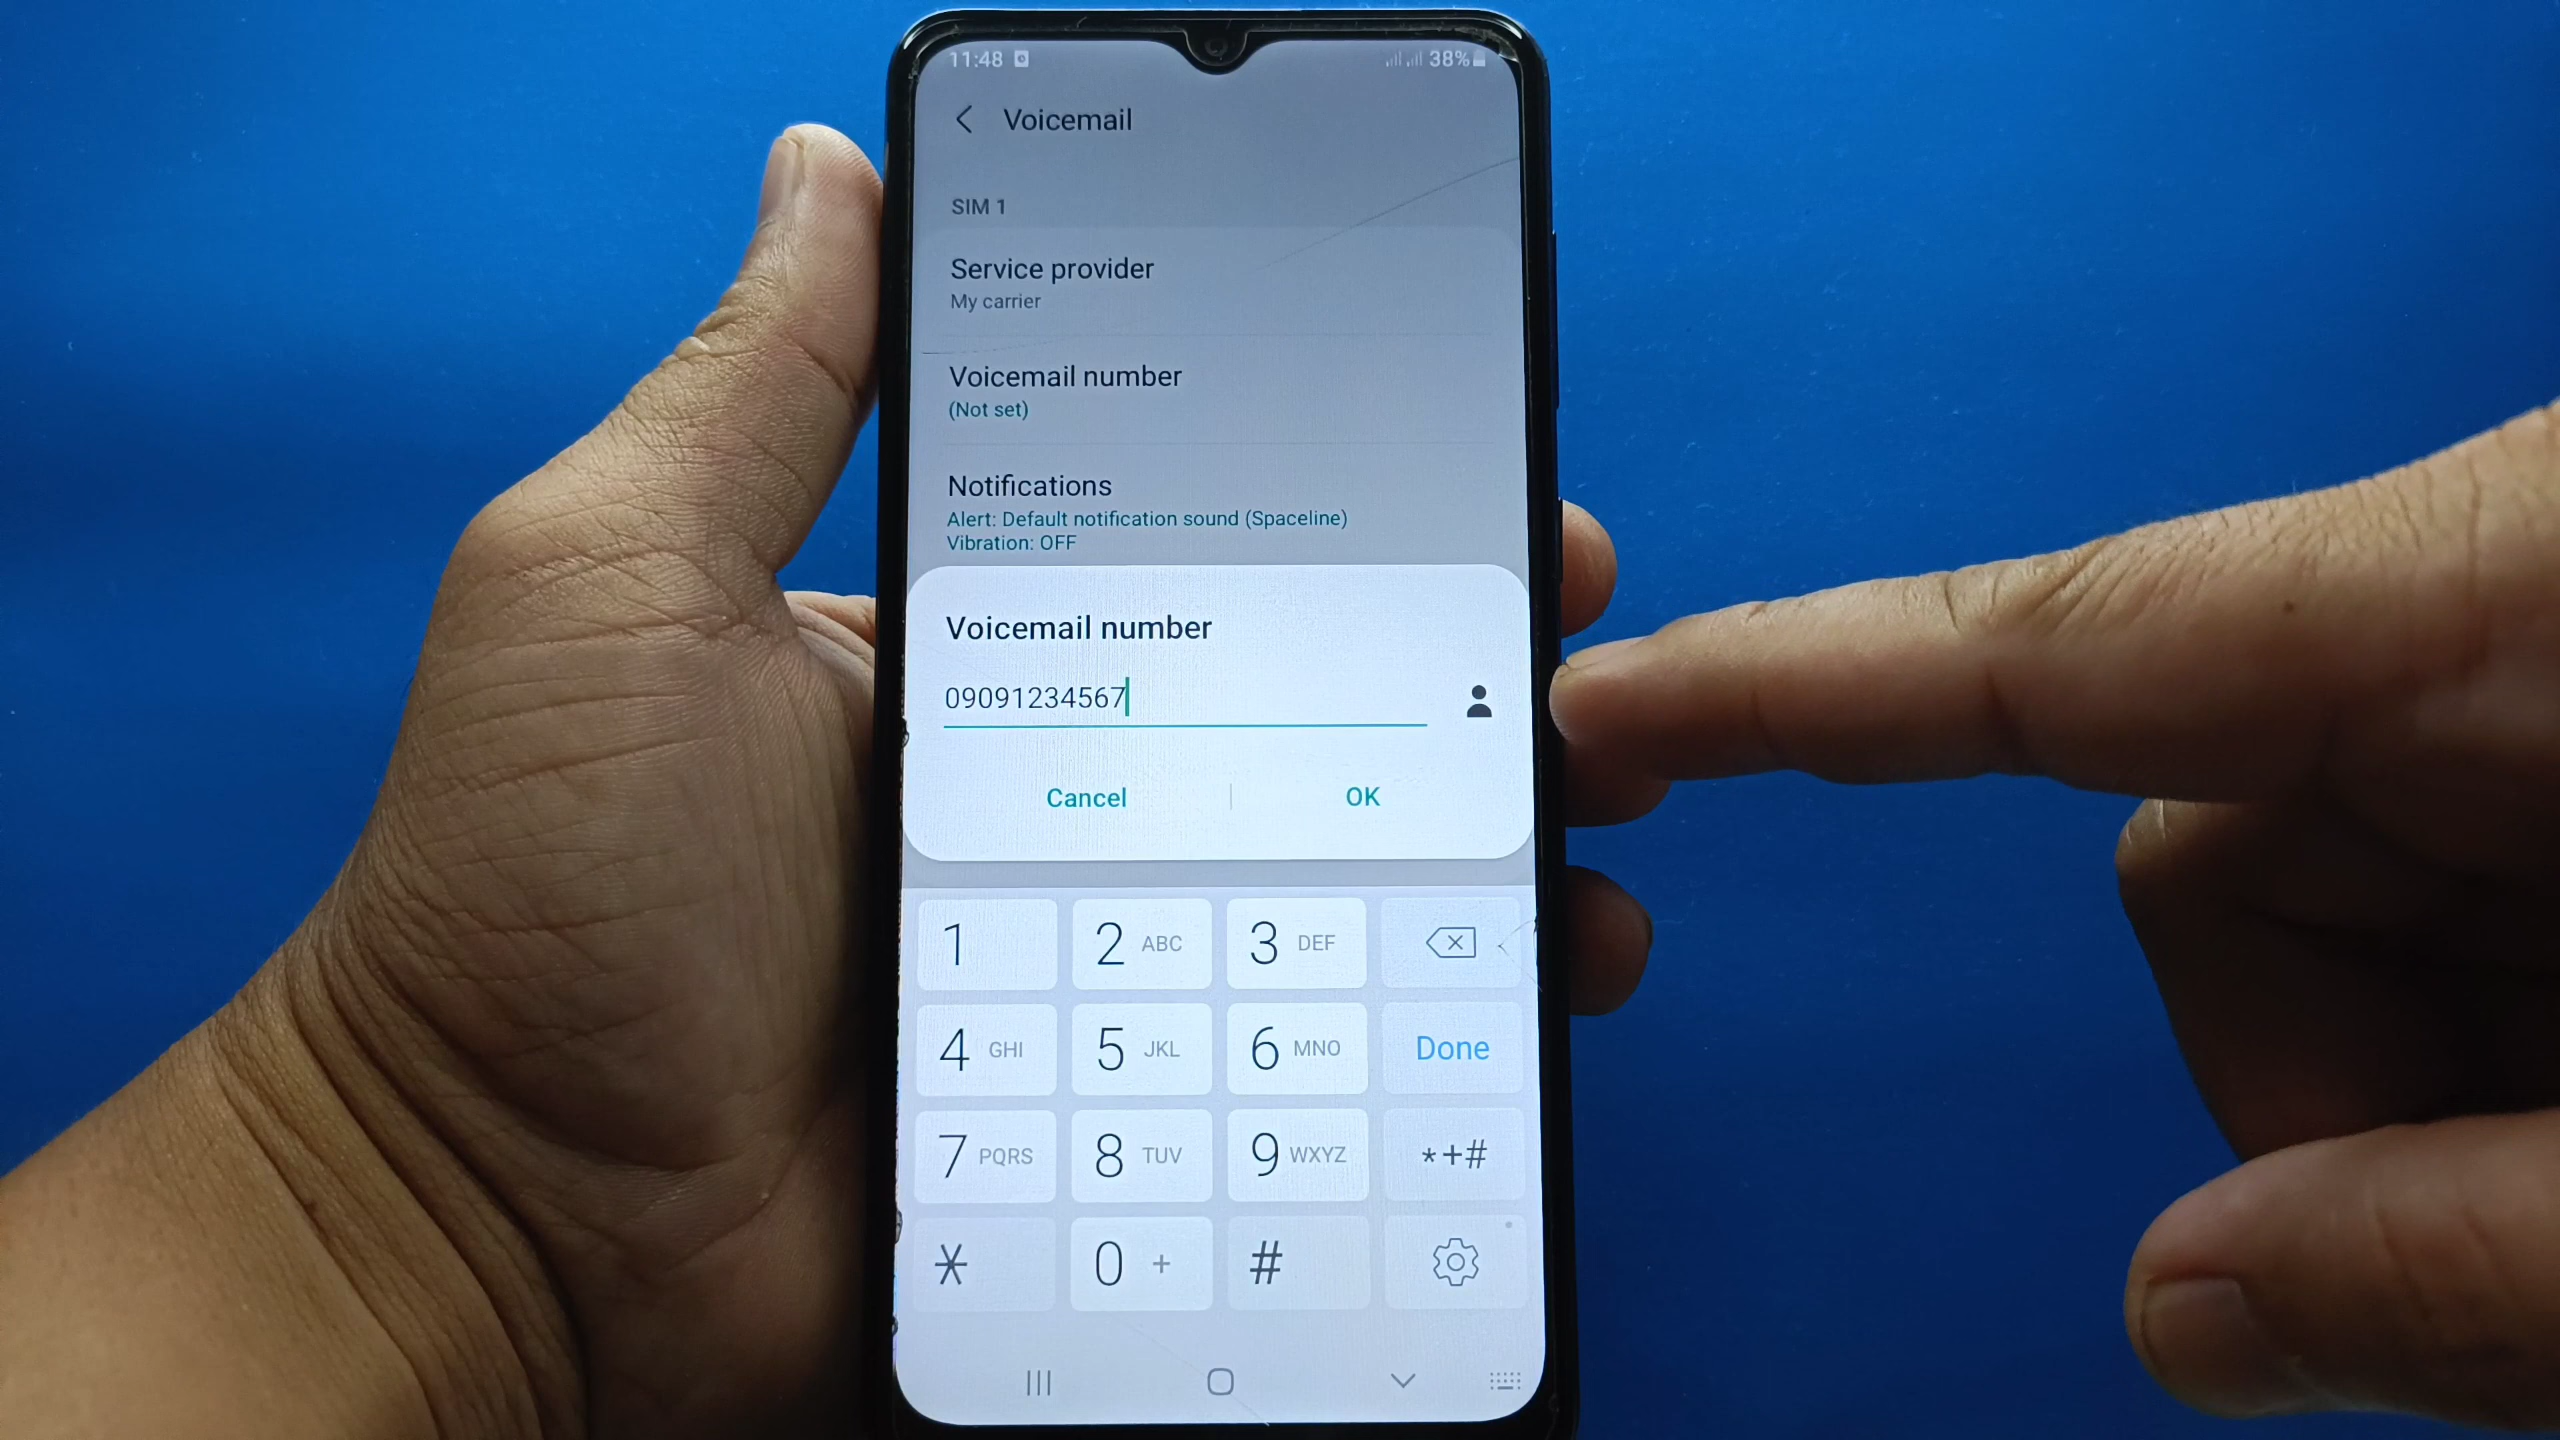 11:48 38%
Voicemail
SIM 1
Service provider
My carrier
Voicemail number
(Not set)
Notifications
Alert: Default notification sound (Spaceline)
Vibration: OFF
Voicemail number
09091234567
Cancel OK
1 2 ABC 3 DEF
4 GHI 5 JKL 6 MNO Done
7 PQRS 8 TUV 9 WXYZ *+#
* 0 + #